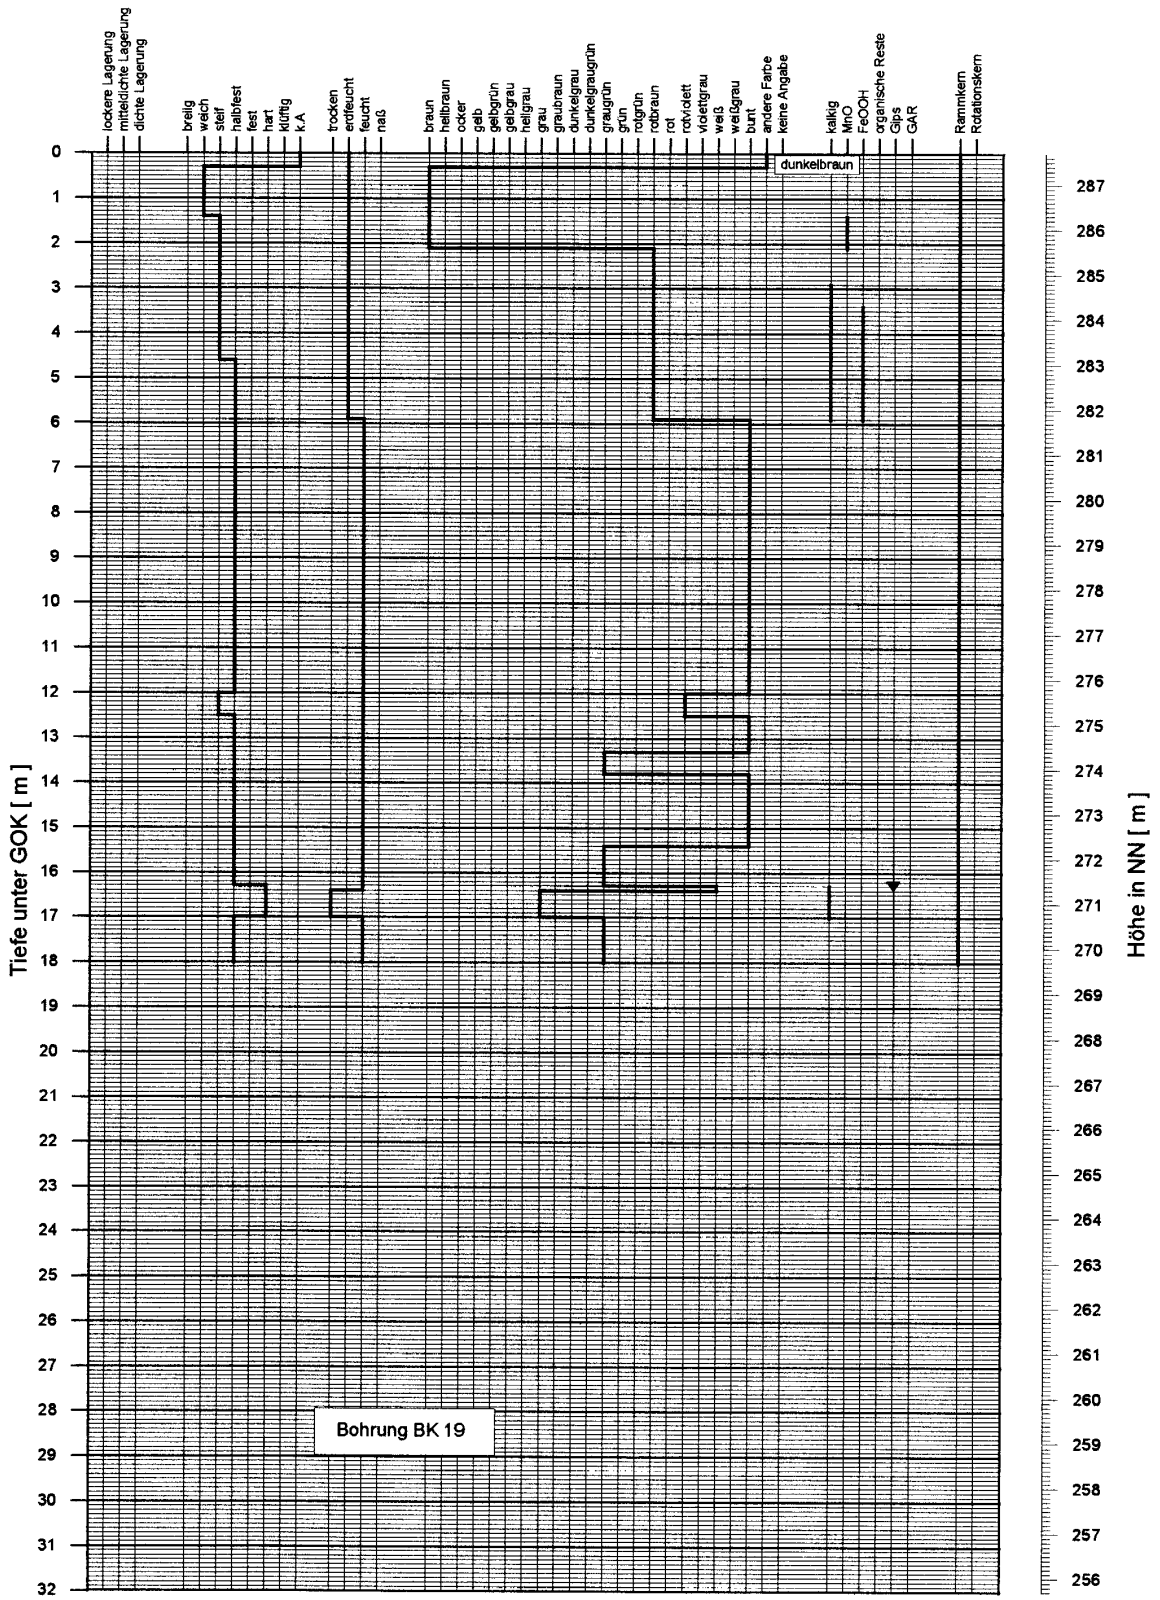 lockere Lagerung
mitteldichte Lagerung
dichte Lagerung
breiig
weich
steif
halbfest
fest
hart
klüftig
k.A
trocken
erdfeucht
feucht
naß
braun
hellbraun
ocker
gelb
gelbgrün
gelbgrau
hellgrau
grau
graubraun
dunkelgrau
dunkelgraugrün
graugrün
grün
rotgrün
rotbraun
rot
rotviolett
violettgrau
weiß
weißgrau
bunt
andere Farbe
keine Angabe
kalkig
MnO
FeOOH
organische Reste
Gips
GAR
Rammkern
Rotationskern
dunkelbraun
Tiefe unter GOK [ m ]
0
1
2
3
4
5
6
7
8
9
10
11
12
13
14
15
16
17
18
19
20
21
22
23
24
25
26
27
28
29
30
31
32
Bohrung BK 19
287
286
285
284
283
282
281
280
279
278
277
276
275
274
273
272
271
270
269
268
267
266
265
264
263
262
261
260
259
258
257
256
Höhe in NN [ m ]